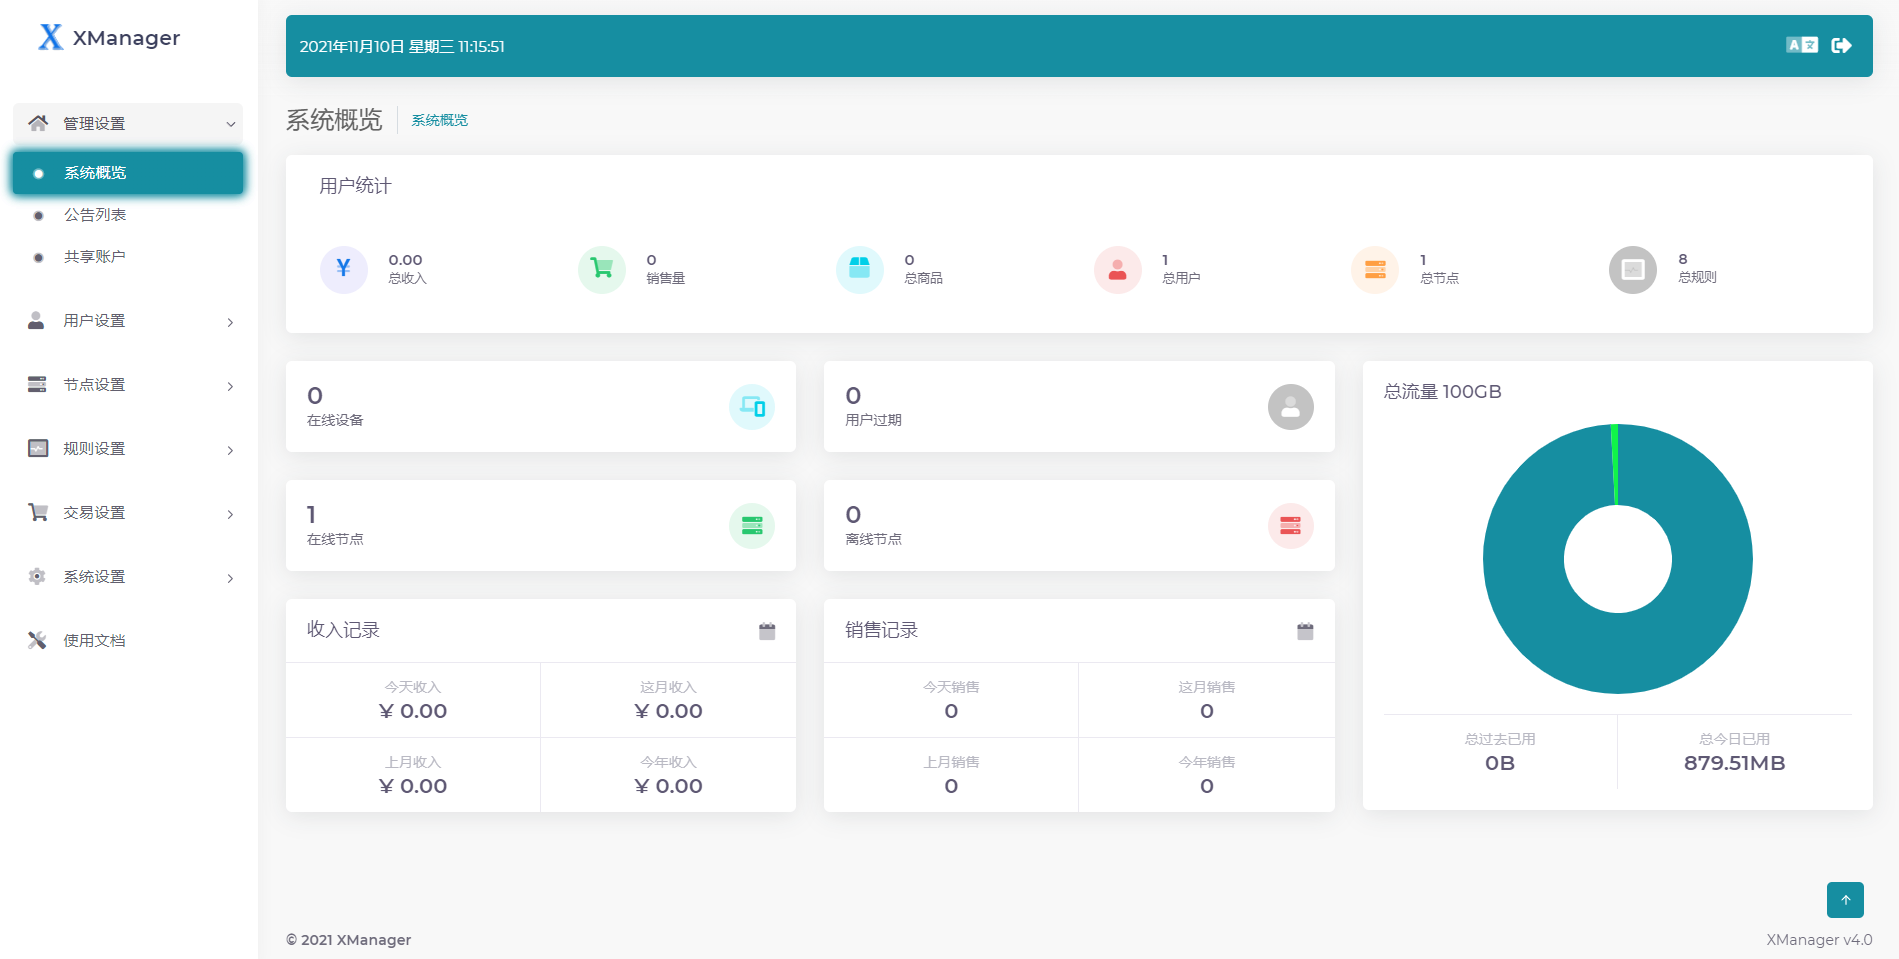 XManager
管理设置
系统概览
公告列表
共享账户
用户设置
节点设置
规则设置
交易设置
系统设置
使用文档
2021年11月10日 星期三 11:15:51
系统概览
系统概览
用户统计
¥
0.00
总收入
0
销售量
0
总商品
1
总用户
1
总节点
8
总规则
0
在线设备
0
用户过期
1
在线节点
0
离线节点
收入记录
今天收入
¥ 0.00
这月收入
¥ 0.00
上月收入
¥ 0.00
今年收入
¥ 0.00
销售记录
今天销售
0
这月销售
0
上月销售
0
今年销售
0
总流量 100GB
总过去已用
0B
总今日已用
879.51MB
© 2021 XManager
XManager v4.0